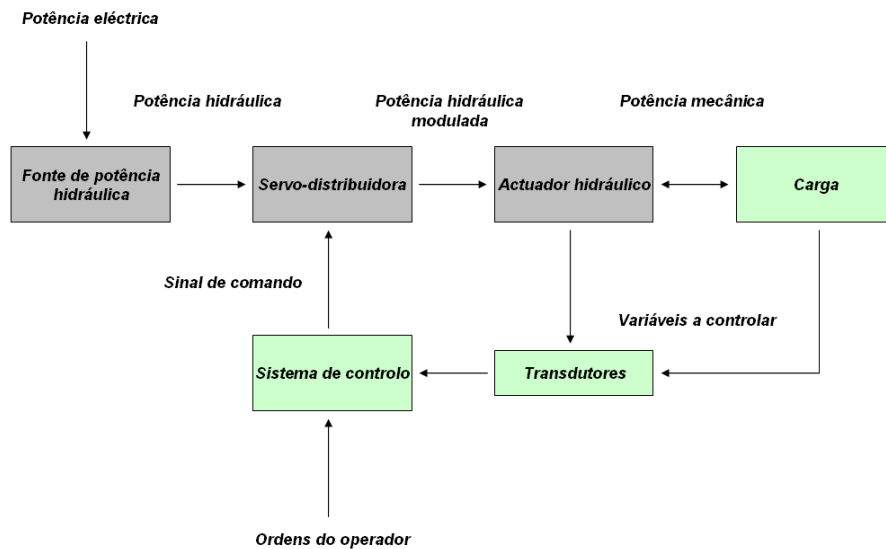 Potência eléctrica
Potência hidráulica
Potência hidráulica
modulada
Potência mecânica
Fonte de potência
hidráulica
Servo-distribuidora
Actuador hidráulico
Carga
Sinal de comando
Variáveis a controlar
Sistema de controlo
Transdutores
Ordens do operador